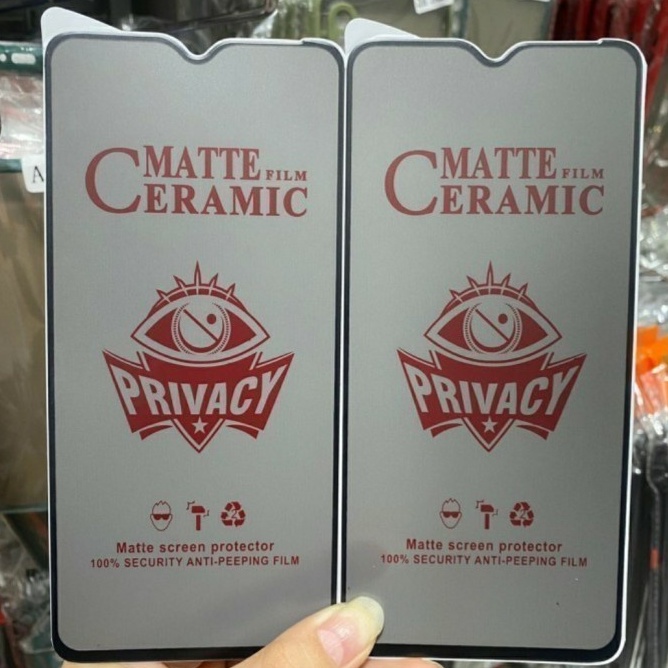 MATTE FILM
CERAMIC
PRIVACY
Matte screen protector
100% SECURITY ANTI-PEEPING FILM
MATTE FILM
CERAMIC
PRIVACY
Matte screen protector
100% SECURITY ANTI-PEEPING FILM